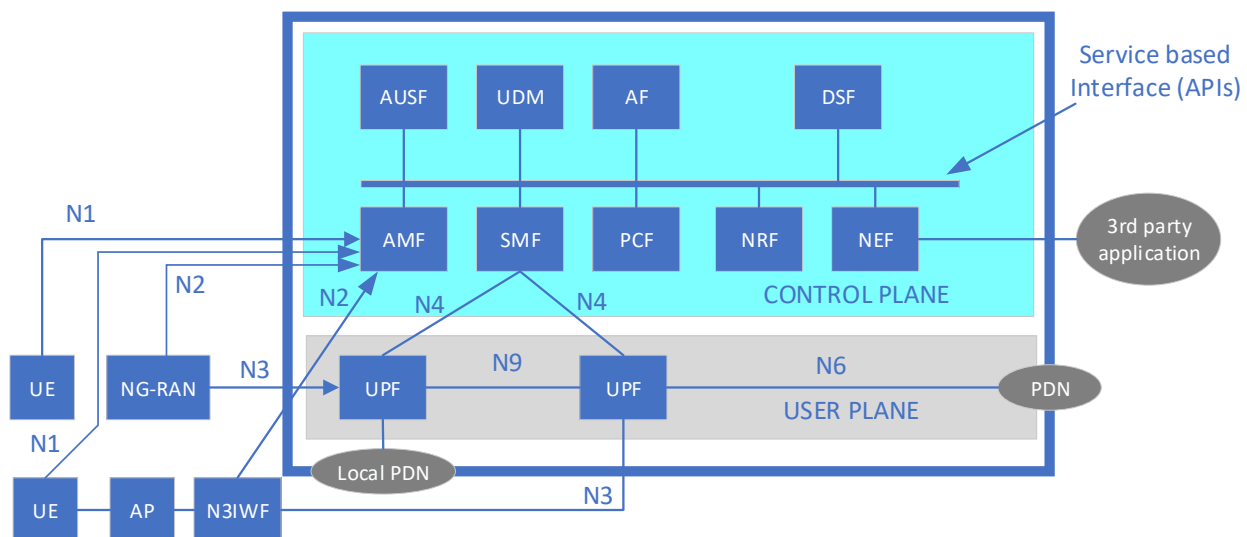 AUSF
UDM
AF
DSF
Service based
Interface (APIs)
N1
AMF
SMF
PCF
NRF
NEF
3rd party
application
N2
N2
N4
N4
CONTROL PLANE
UE
NG-RAN
N3
UPF
N9
UPF
N6
PDN
USER PLANE
N1
Local PDN
N3
UE
AP
N3IWF